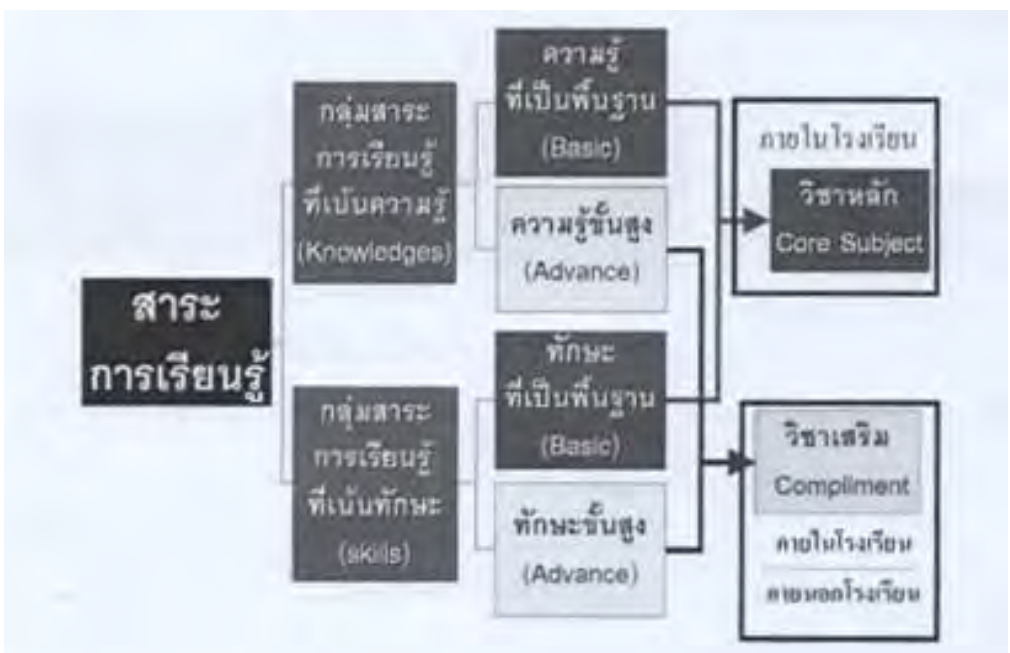 สาระ
การเรียนรู้
กลุ่มสาระ
การเรียนรู้
ที่เน้นความรู้
(Knowledges)
ความรู้
ที่เป็นพื้นฐาน
(Basic)
ความรู้ขั้นสูง
(Advance)
กลุ่มสาระ
การเรียนรู้
ที่เน้นทักษะ
(skills)
ทักษะ
ที่เป็นพื้นฐาน
(Basic)
ทักษะขั้นสูง
(Advance)
ภายในโรงเรียน
วิชาหลัก
Core Subject
วิชาเสริม
Compliment
ภายในโรงเรียน
ภายนอกโรงเรียน